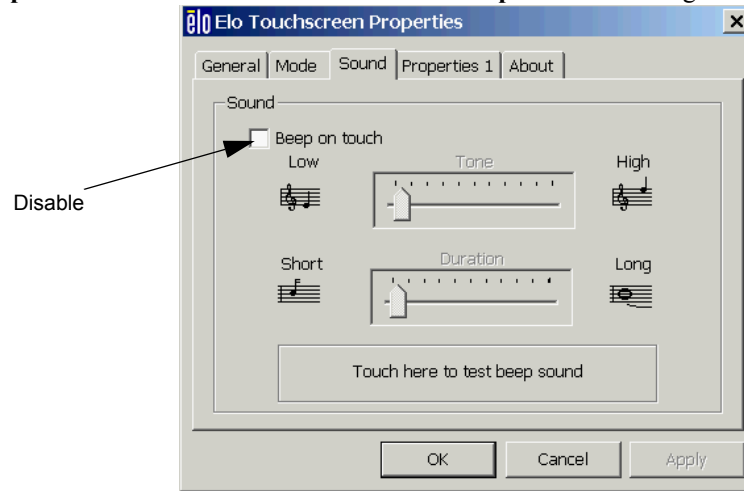 elo Elo Touchscreen Properties
General Mode Sound Properties 1 About
Sound
Beep on touch
Disable
Low Tone High
Short Duration Long
Touch here to test beep sound
OK Cancel Apply